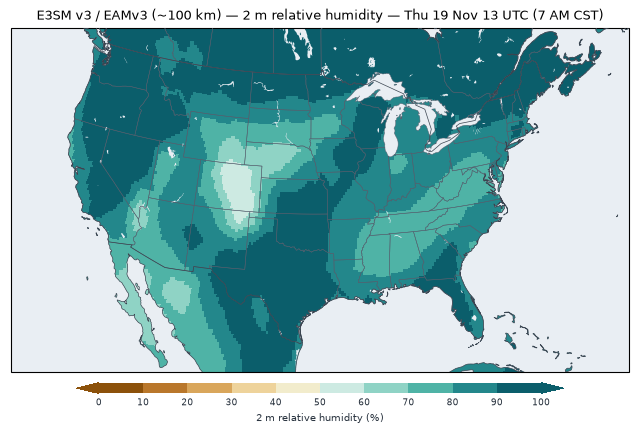 E3SM v3 / EAMv3 (~100 km) — 2 m relative humidity — Thu 19 Nov 13 UTC (7 AM CST)
0 10 20 30 40 50 60 70 80 90 100
2 m relative humidity (%)